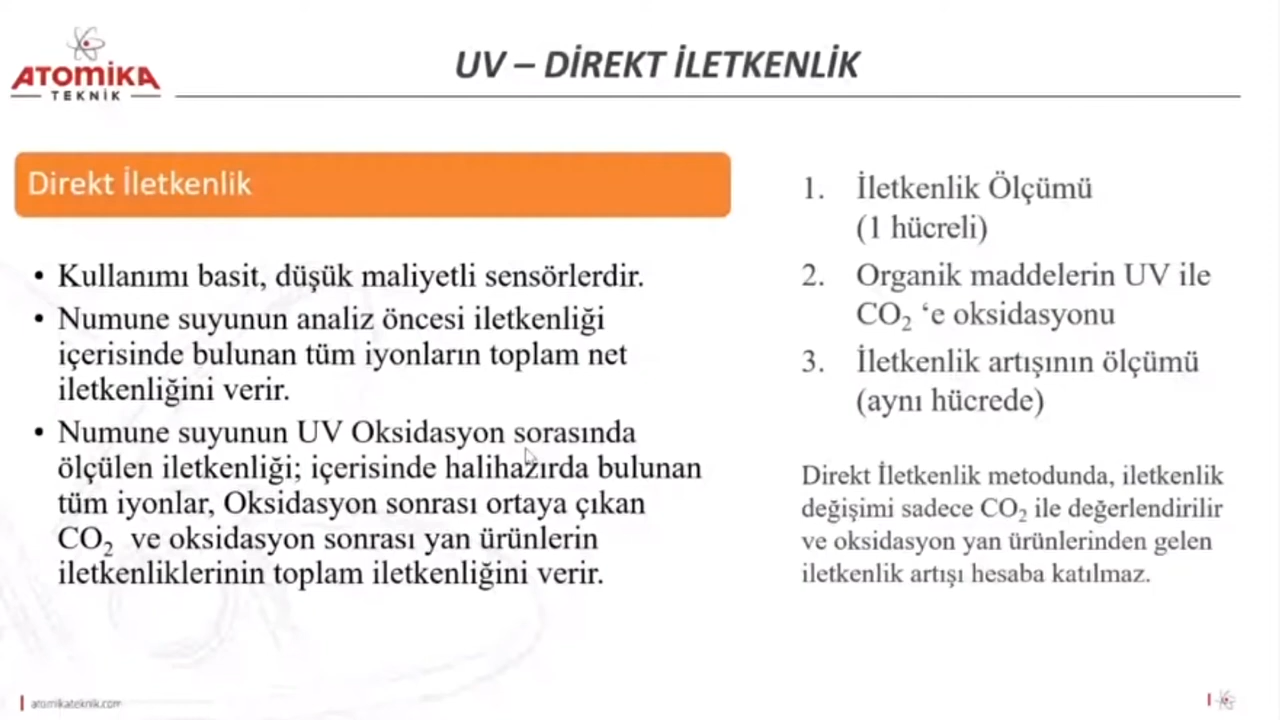 ATOMİKA
TEKNİK
UV – DİREKT İLETKENLİK
Direkt İletkenlik
• Kullanımı basit, düşük maliyetli sensörlerdir.
• Numune suyunun analiz öncesi iletkenliği
içerisinde bulunan tüm iyonların toplam net
iletkenliğini verir.
• Numune suyunun UV Oksidasyon sorasında
ölçülen iletkenliği; içerisinde halihazırda bulunan
tüm iyonlar, Oksidasyon sonrası ortaya çıkan
CO₂ ve oksidasyon sonrası yan ürünlerin
iletkenliklerinin toplam iletkenliğini verir.
1. İletkenlik Ölçümü
(1 hücreli)
2. Organik maddelerin UV ile
CO₂ ‘e oksidasyonu
3. İletkenlik artışının ölçümü
(aynı hücrede)
Direkt İletkenlik metodunda, iletkenlik
değişimi sadece CO₂ ile değerlendirilir
ve oksidasyon yan ürünlerinden gelen
iletkenlik artışı hesaba katılmaz.
atomikateknik.com